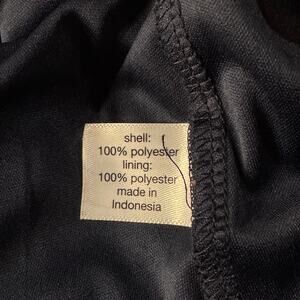 shell:
100% polyester
lining:
100% polyester
made in
Indonesia